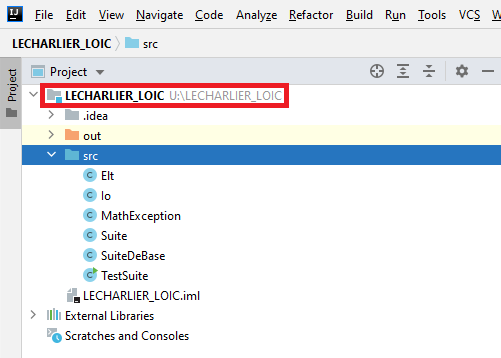 IJ File Edit View Navigate Code Analyze Refactor Build Run Tools VCS W
LECHARLIER_LOIC src
Project
Project
LECHARLIER_LOIC U:\LECHARLIER_LOIC
.idea
out
src
C Elt
C Io
C MathException
C Suite
C SuiteDeBase
C TestSuite
LECHARLIER_LOIC.iml
External Libraries
Scratches and Consoles